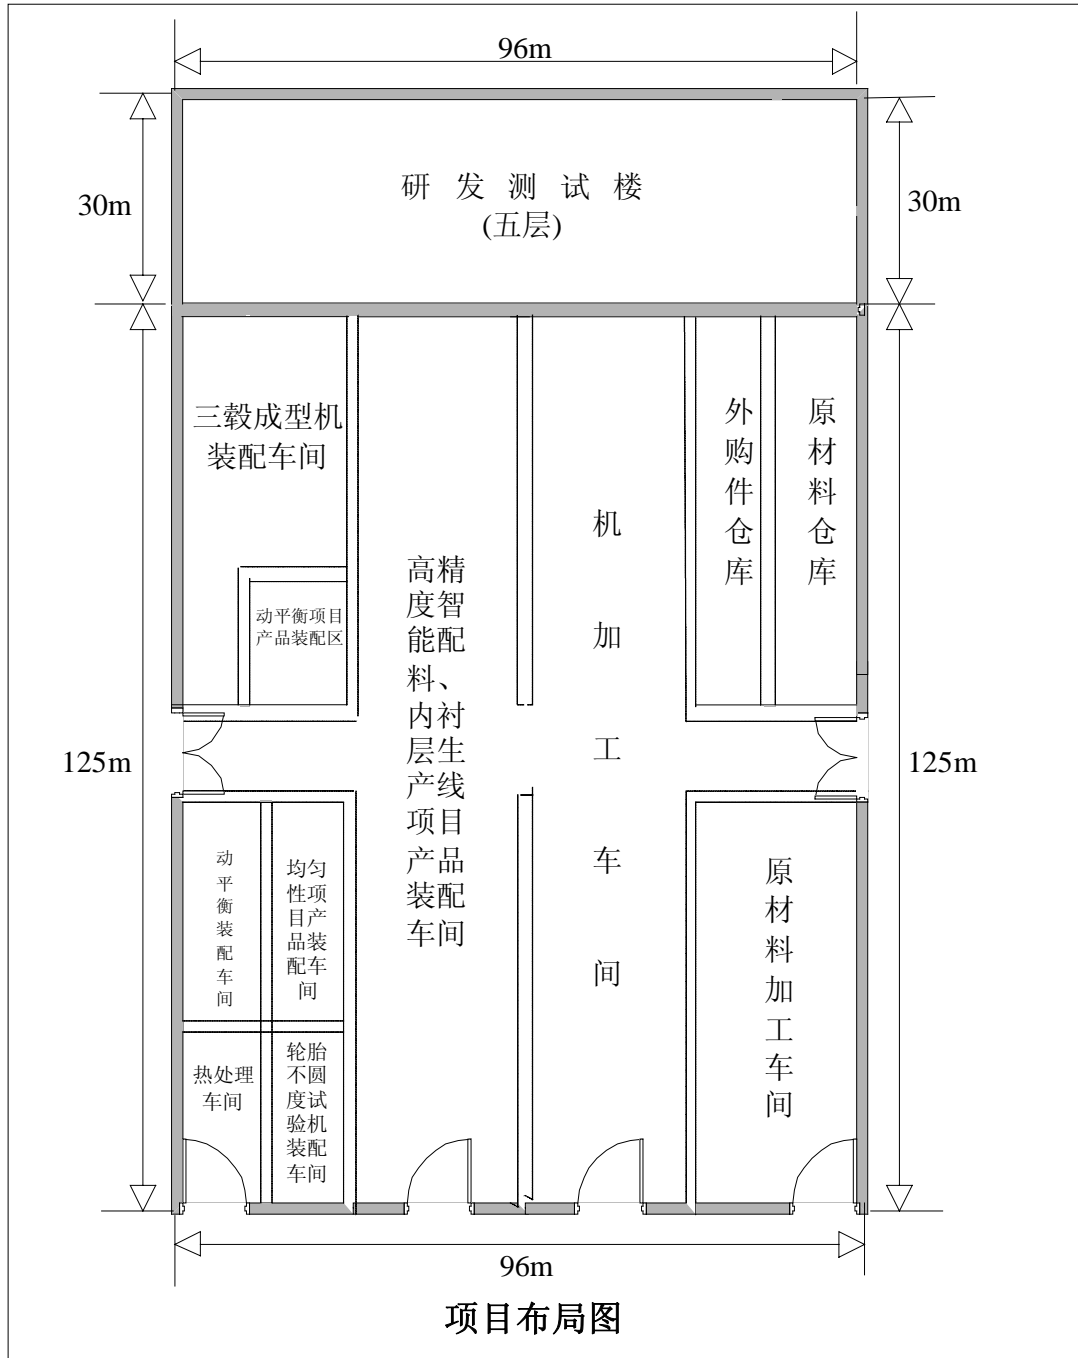 96m
30m
30m
研发测试楼
(五层)
三毂成型机
装配车间
动平衡项目
产品装配区
高精
度智
能配
料、
内衬
层生
产线
项目
产品
装配
车间
机
加
工
车
间
外
购
件
仓
库
原
材
料
仓
库
125m
125m
动
平
衡
装
配
车
间
均匀
性项
目产
品装
配车
间
热处理
车间
轮胎
不圆
度试
验机
装配
车间
原
材
料
加
工
车
间
96m
项目布局图